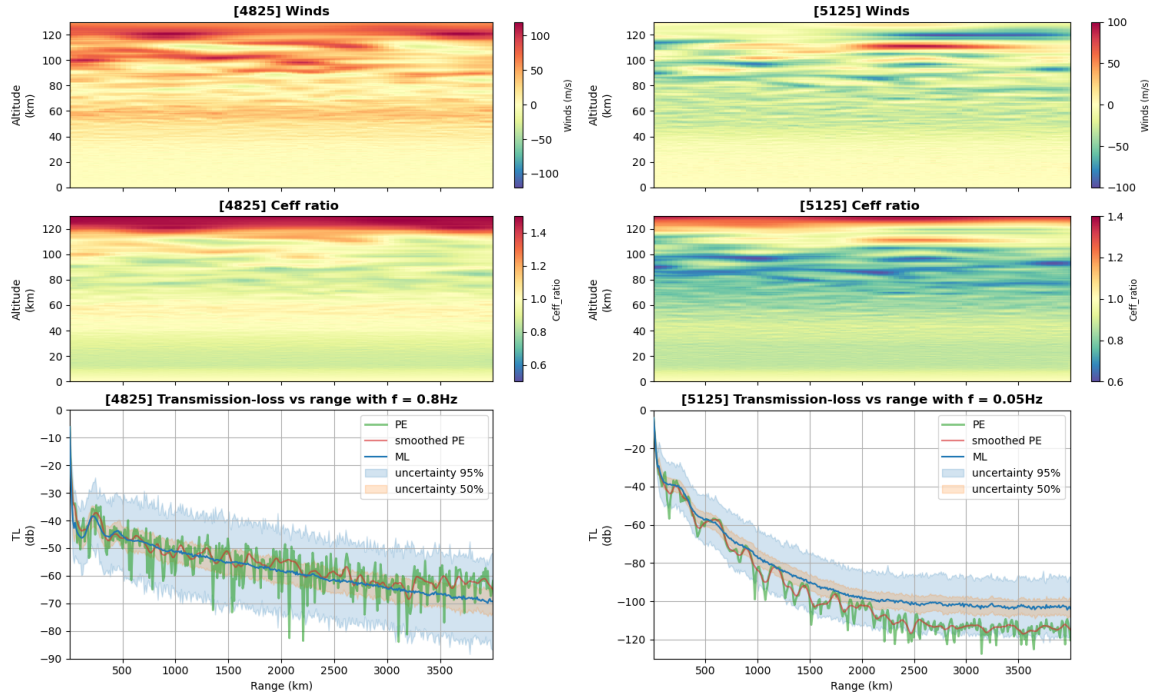 [4825] Winds
120
100
80
60
40
20
0
Altitude
(km)
100
50
0
−50
−100
Winds (m/s)
[5125] Winds
120
100
80
60
40
20
0
Altitude
(km)
100
50
0
−50
−100
Winds (m/s)
[4825] Ceff ratio
120
100
80
60
40
20
0
Altitude
(km)
1.4
1.2
1.0
0.8
0.6
Ceff_ratio
[5125] Ceff ratio
120
100
80
60
40
20
0
Altitude
(km)
1.4
1.2
1.0
0.8
0.6
Ceff_ratio
[4825] Transmission-loss vs range with f = 0.8Hz
0
−10
−20
−30
−40
−50
−60
−70
−80
−90
TL
(db)
PE
smoothed PE
ML
uncertainty 95%
uncertainty 50%
500 1000 1500 2000 2500 3000 3500
Range (km)
[5125] Transmission-loss vs range with f = 0.05Hz
0
−20
−40
−60
−80
−100
−120
TL
(db)
PE
smoothed PE
ML
uncertainty 95%
uncertainty 50%
500 1000 1500 2000 2500 3000 3500
Range (km)